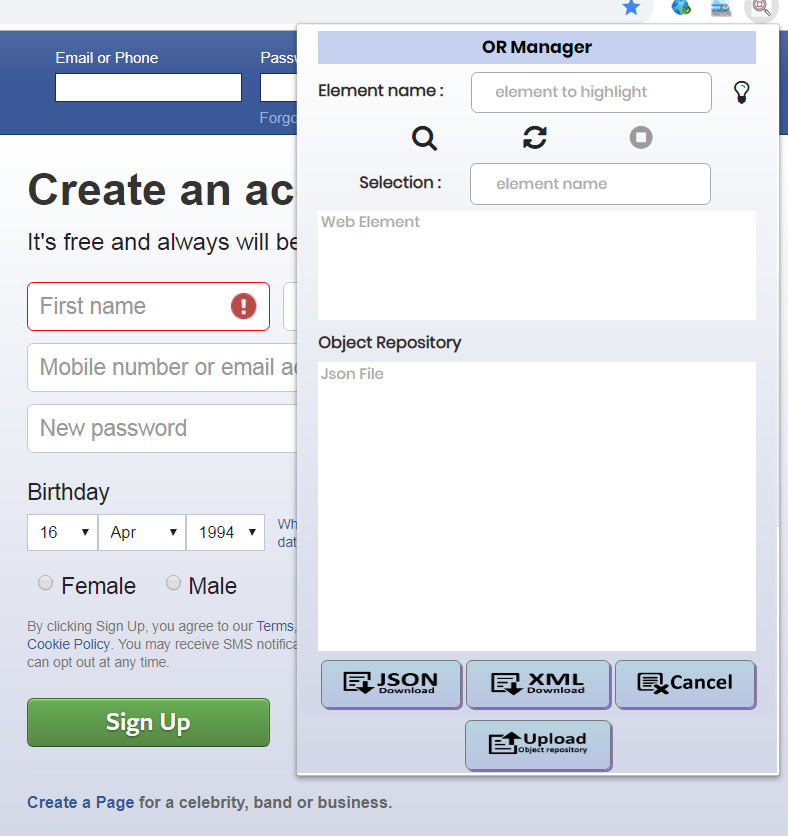 Email or Phone
Passw
Forgo
Create an ac
It's free and always will be
First name
Mobile number or email ad
New password
Birthday
16
Apr
1994
Wh
dat
Female
Male
By clicking Sign Up, you agree to our Terms,
Cookie Policy. You may receive SMS notifica
can opt out at any time.
Sign Up
Create a Page for a celebrity, band or business.
OR Manager
Element name :
element to highlight
Selection :
element name
Web Element
Object Repository
Json File
JSON
Download
XML
Download
Cancel
Upload
Object repository